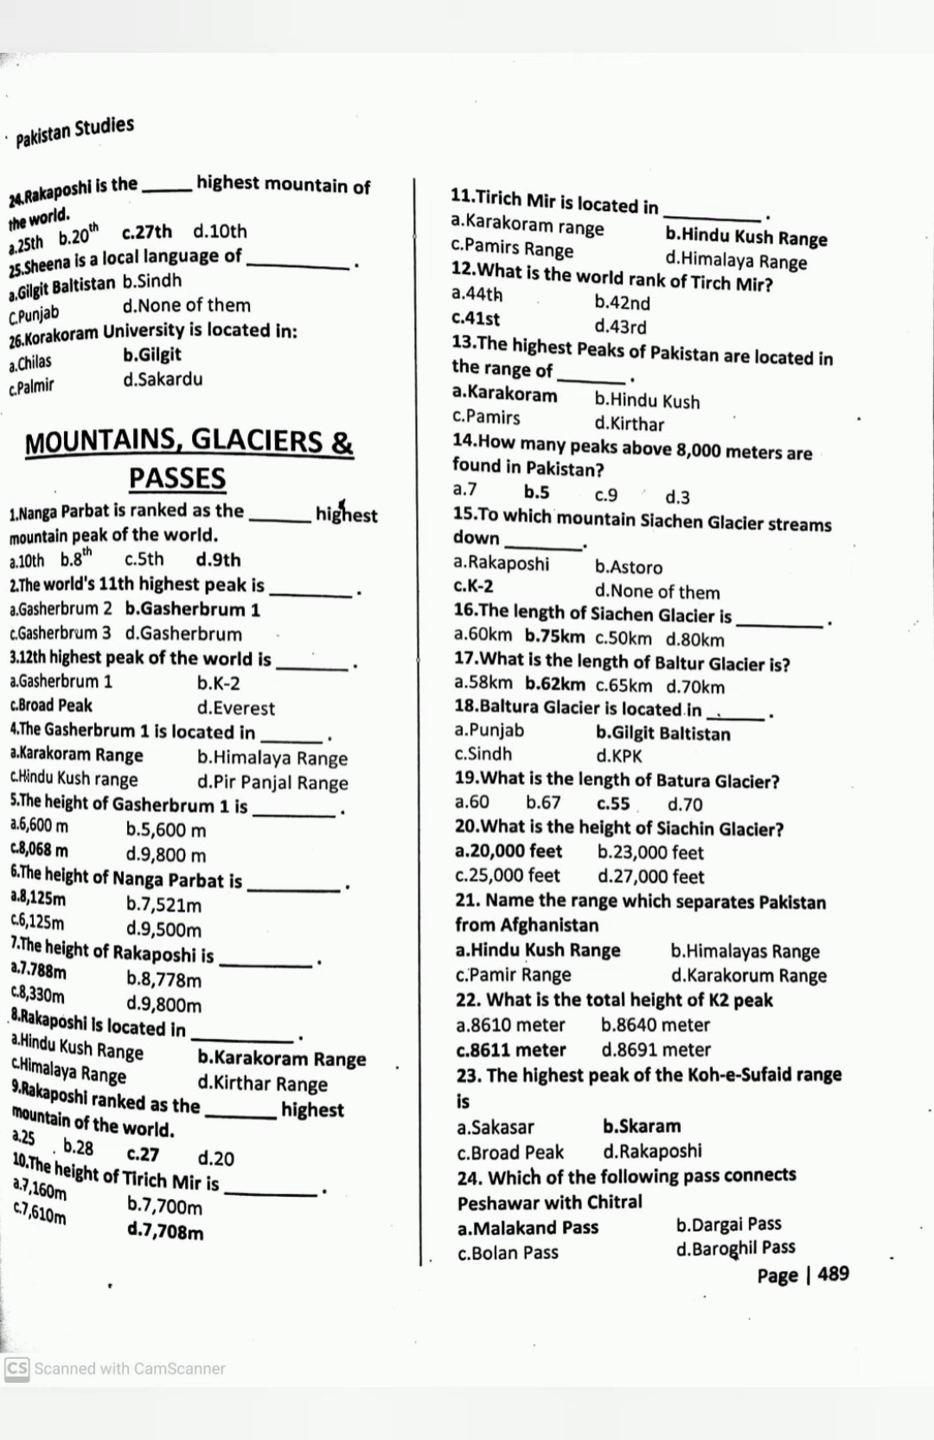 Pakistan Studies
24.Rakaposhi is the _____ highest mountain of
the world.
a.25th b.20th c.27th d.10th
25.Sheena is a local language of __________ .
a.Gilgit Baltistan b.Sindh
c.Punjab d.None of them
26.Korakoram University is located in:
a.Chilas b.Gilgit
c.Palmir d.Sakardu
MOUNTAINS, GLACIERS &
PASSES
1.Nanga Parbat is ranked as the ______ highest
mountain peak of the world.
a.10th b.8th c.5th d.9th
2.The world's 11th highest peak is ________ .
a.Gasherbrum 2 b.Gasherbrum 1
c.Gasherbrum 3 d.Gasherbrum
3.12th highest peak of the world is _______ .
a.Gasherbrum 1 b.K-2
c.Broad Peak d.Everest
4.The Gasherbrum 1 is located in ______ .
a.Karakoram Range b.Himalaya Range
c.Hindu Kush range d.Pir Panjal Range
5.The height of Gasherbrum 1 is ________ .
a.6,600 m b.5,600 m
c.8,068 m d.9,800 m
6.The height of Nanga Parbat is _________ .
a.8,125m b.7,521m
c.6,125m d.9,500m
7.The height of Rakaposhi is _________ .
a.7.788m b.8,778m
c.8,330m d.9,800m
8.Rakaposhi Is located in __________ .
a.Hindu Kush Range b.Karakoram Range
c.Himalaya Range d.Kirthar Range
9.Rakaposhi ranked as the _______ highest
mountain of the world.
a.25 b.28 c.27 d.20
10.The height of Tirich Mir is _________ .
a.7,160m b.7,700m
c.7,610m d.7,708m
11.Tirich Mir is located in __________ .
a.Karakoram range b.Hindu Kush Range
c.Pamirs Range d.Himalaya Range
12.What is the world rank of Tirch Mir?
a.44th b.42nd
c.41st d.43rd
13.The highest Peaks of Pakistan are located in
the range of _______ .
a.Karakoram b.Hindu Kush
c.Pamirs d.Kirthar
14.How many peaks above 8,000 meters are
found in Pakistan?
a.7 b.5 c.9 d.3
15.To which mountain Siachen Glacier streams
down ________.
a.Rakaposhi b.Astoro
c.K-2 d.None of them
16.The length of Siachen Glacier is _________ .
a.60km b.75km c.50km d.80km
17.What is the length of Baltur Glacier is?
a.58km b.62km c.65km d.70km
18.Baltura Glacier is located in ______ .
a.Punjab b.Gilgit Baltistan
c.Sindh d.KPK
19.What is the length of Batura Glacier?
a.60 b.67 c.55 d.70
20.What is the height of Siachin Glacier?
a.20,000 feet b.23,000 feet
c.25,000 feet d.27,000 feet
21. Name the range which separates Pakistan
from Afghanistan
a.Hindu Kush Range b.Himalayas Range
c.Pamir Range d.Karakorum Range
22. What is the total height of K2 peak
a.8610 meter b.8640 meter
c.8611 meter d.8691 meter
23. The highest peak of the Koh-e-Sufaid range
is
a.Sakasar b.Skaram
c.Broad Peak d.Rakaposhi
24. Which of the following pass connects
Peshawar with Chitral
a.Malakand Pass b.Dargai Pass
c.Bolan Pass d.Baroghil Pass
Page | 489
CS Scanned with CamScanner